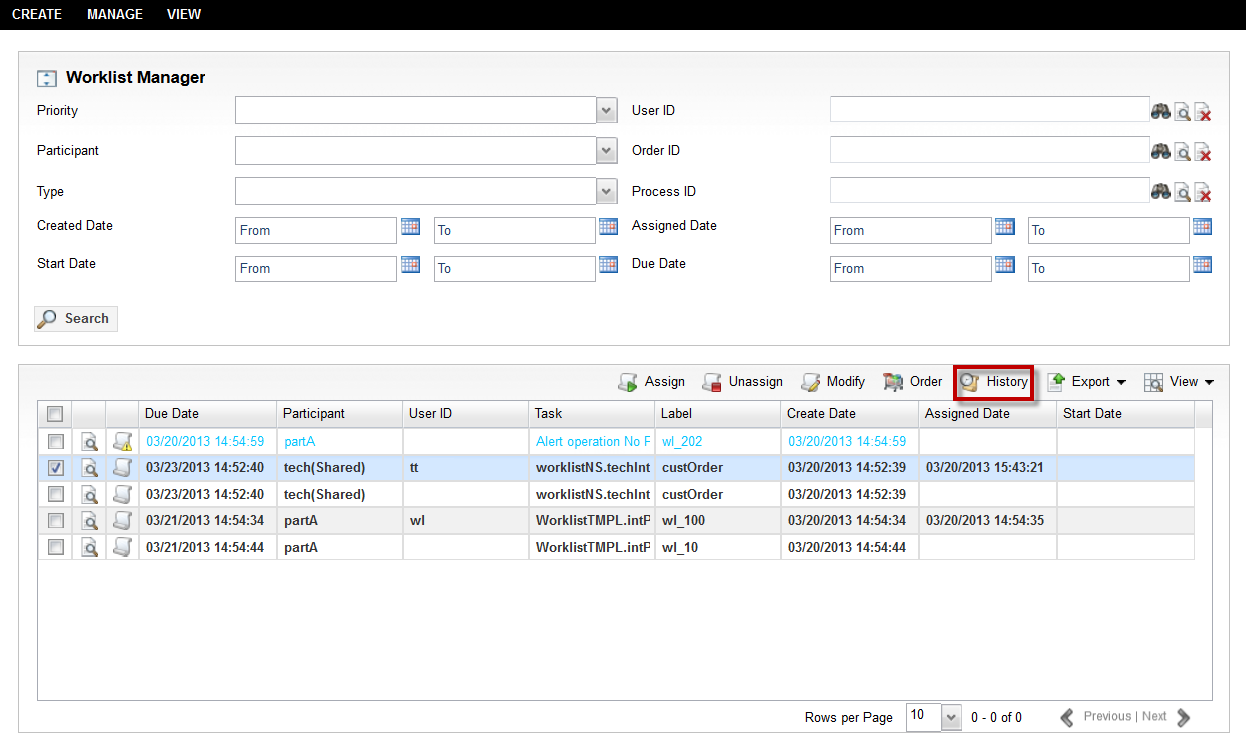 CREATE MANAGE VIEW
Worklist Manager
Priority User ID
Participant Order ID
Type Process ID
Created Date From To Assigned Date From To
Start Date From To Due Date From To
Search
Assign Unassign Modify Order History Export View
Due Date Participant User ID Task Label Create Date Assigned Date Start Date
03/20/2013 14:54:59 partA Alert operation No F wl_202 03/20/2013 14:54:59
03/23/2013 14:52:40 tech(Shared) tt worklistNS.techInt custOrder 03/20/2013 14:52:39 03/20/2013 15:43:21
03/23/2013 14:52:40 tech(Shared) worklistNS.techInt custOrder 03/20/2013 14:52:39
03/21/2013 14:54:34 partA wl WorklistTMPL.intP wl_100 03/20/2013 14:54:34 03/20/2013 14:54:35
03/21/2013 14:54:44 partA WorklistTMPL.intP wl_10 03/20/2013 14:54:44
Rows per Page 10 0 - 0 of 0 Previous | Next